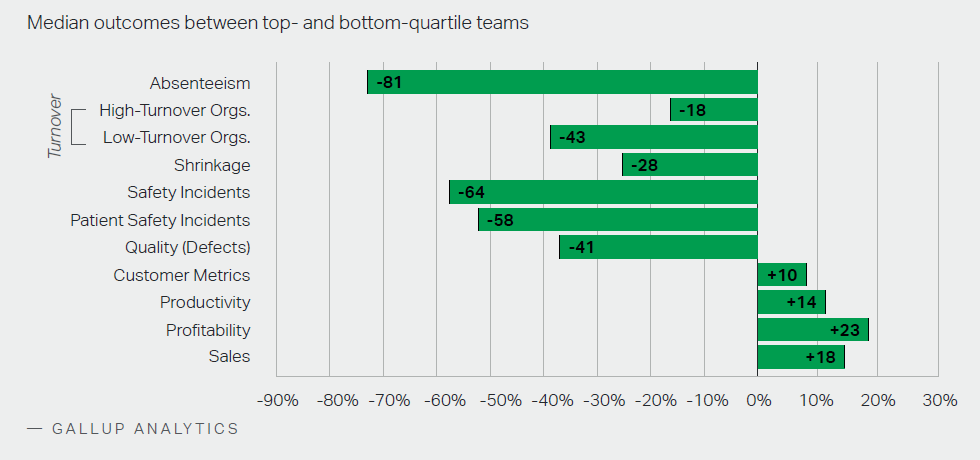 Median outcomes between top- and bottom-quartile teams
Absenteeism -81
Turnover
High-Turnover Orgs. -18
Low-Turnover Orgs. -43
Shrinkage -28
Safety Incidents -64
Patient Safety Incidents -58
Quality (Defects) -41
Customer Metrics +10
Productivity +14
Profitability +23
Sales +18
-90% -80% -70% -60% -50% -40% -30% -20% -10% 0% 10% 20% 30%
— GALLUP ANALYTICS